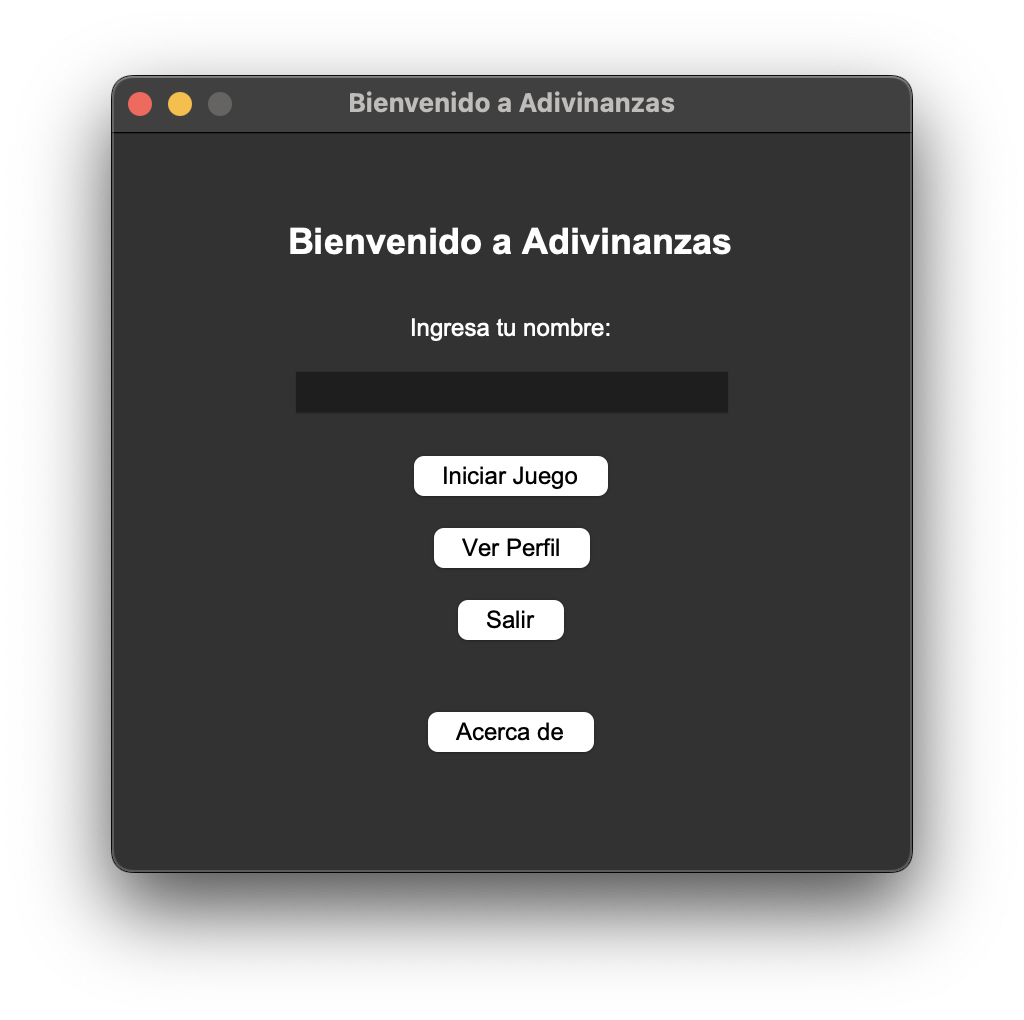 Bienvenido a Adivinanzas
Bienvenido a Adivinanzas
Ingresa tu nombre:
Iniciar Juego
Ver Perfil
Salir
Acerca de